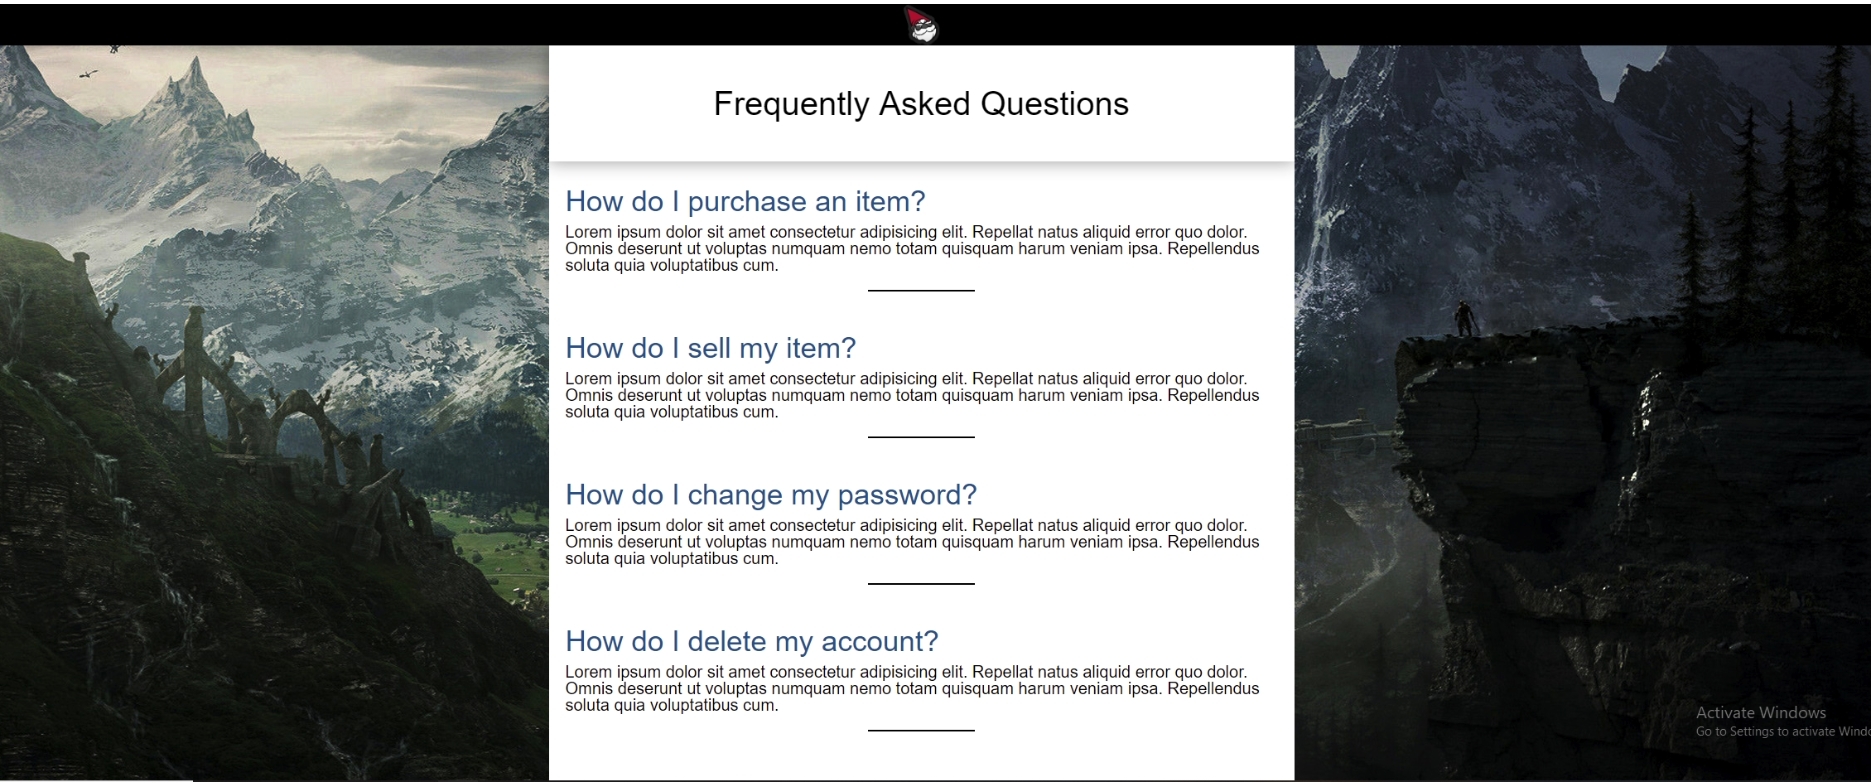 Frequently Asked Questions
How do I purchase an item?
Lorem ipsum dolor sit amet consectetur adipisicing elit. Repellat natus aliquid error quo dolor.
Omnis deserunt ut voluptas numquam nemo totam quisquam harum veniam ipsa. Repellendus
soluta quia voluptatibus cum.
How do I sell my item?
Lorem ipsum dolor sit amet consectetur adipisicing elit. Repellat natus aliquid error quo dolor.
Omnis deserunt ut voluptas numquam nemo totam quisquam harum veniam ipsa. Repellendus
soluta quia voluptatibus cum.
How do I change my password?
Lorem ipsum dolor sit amet consectetur adipisicing elit. Repellat natus aliquid error quo dolor.
Omnis deserunt ut voluptas numquam nemo totam quisquam harum veniam ipsa. Repellendus
soluta quia voluptatibus cum.
How do I delete my account?
Lorem ipsum dolor sit amet consectetur adipisicing elit. Repellat natus aliquid error quo dolor.
Omnis deserunt ut voluptas numquam nemo totam quisquam harum veniam ipsa. Repellendus
soluta quia voluptatibus cum.
Activate Windows
Go to Settings to activate Windo